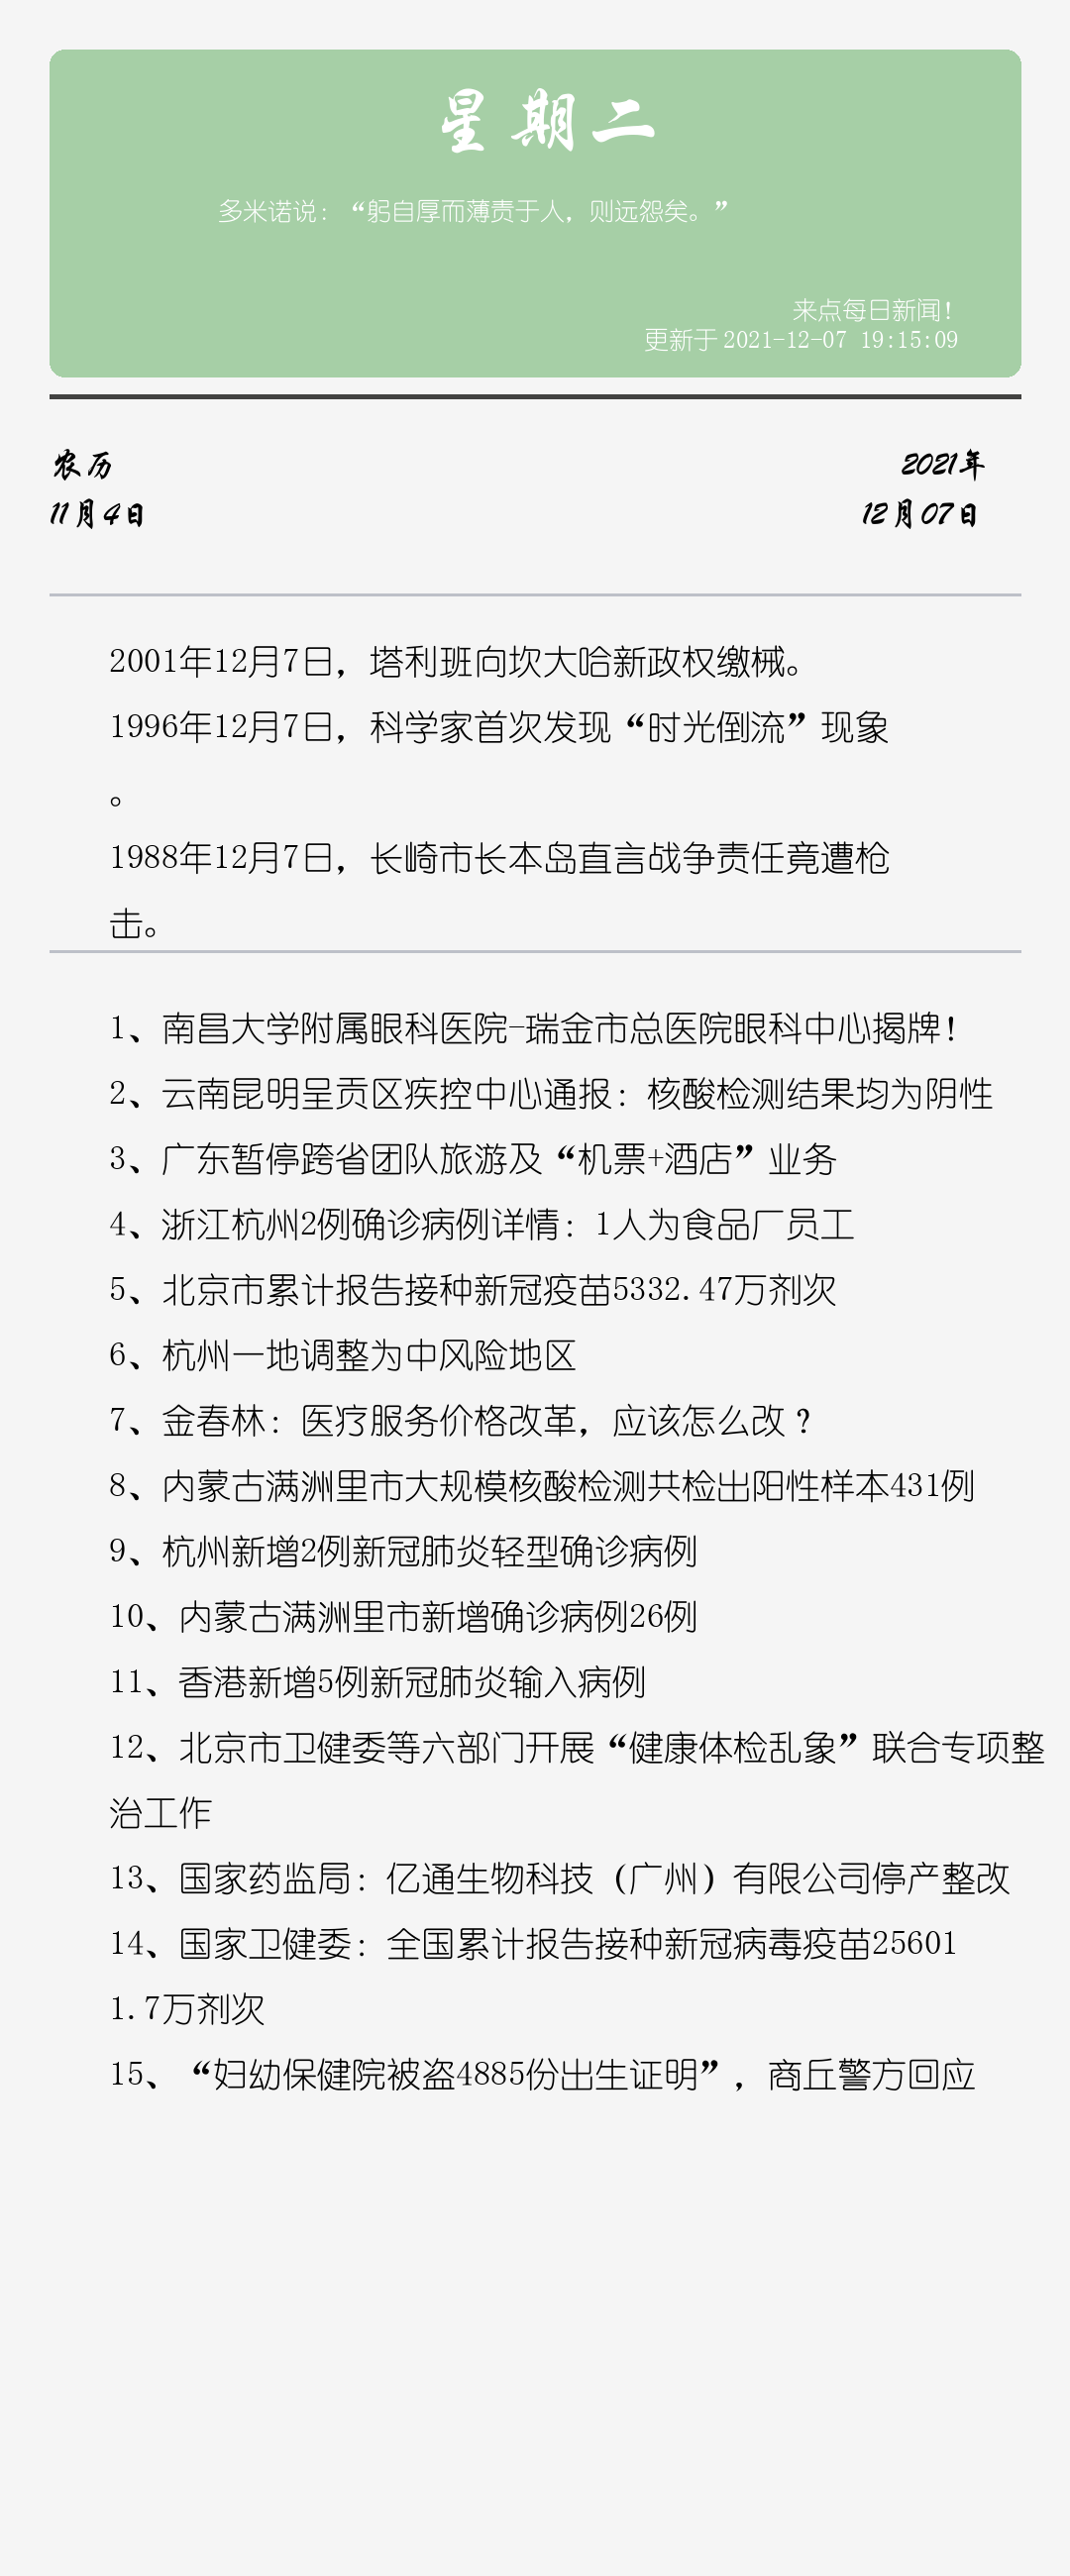 星期二
多米诺说：“躬自厚而薄责于人，则远怨矣。”
来点每日新闻！
更新于 2021-12-07 19:15:09
农历
2021年
11月4日
12月07日
2001年12月7日，塔利班向坎大哈新政权缴械。
1996年12月7日，科学家首次发现“时光倒流”现象
。
1988年12月7日，长崎市长本岛直言战争责任竟遭枪
击。
1、南昌大学附属眼科医院-瑞金市总医院眼科中心揭牌！
2、云南昆明呈贡区疾控中心通报：核酸检测结果均为阴性
3、广东暂停跨省团队旅游及“机票+酒店”业务
4、浙江杭州2例确诊病例详情：1人为食品厂员工
5、北京市累计报告接种新冠疫苗5332.47万剂次
6、杭州一地调整为中风险地区
7、金春林：医疗服务价格改革，应该怎么改？
8、内蒙古满洲里市大规模核酸检测共检出阳性样本431例
9、杭州新增2例新冠肺炎轻型确诊病例
10、内蒙古满洲里市新增确诊病例26例
11、香港新增5例新冠肺炎输入病例
12、北京市卫健委等六部门开展“健康体检乱象”联合专项整
治工作
13、国家药监局：亿通生物科技（广州）有限公司停产整改
14、国家卫健委：全国累计报告接种新冠病毒疫苗25601
1.7万剂次
15、“妇幼保健院被盗4885份出生证明”，商丘警方回应